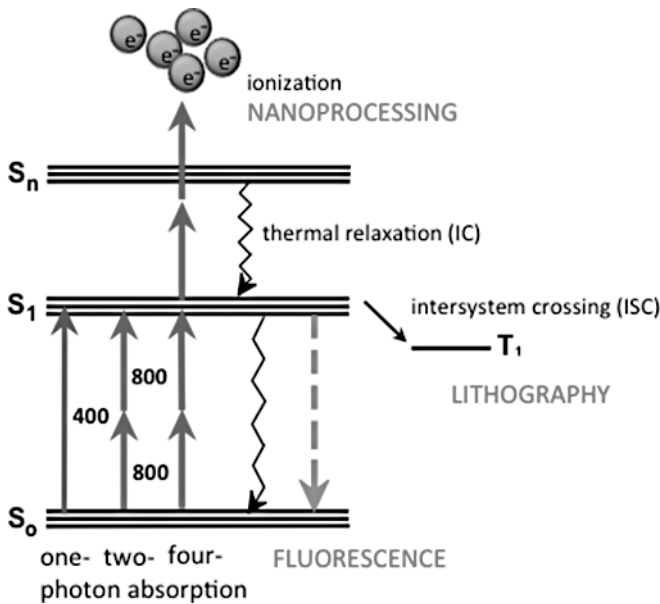 e⁻ e⁻ e⁻ e⁻ e⁻
ionization
NANOPROCESSING
Sn
thermal relaxation (IC)
S1
intersystem crossing (ISC)
T1
LITHOGRAPHY
800
400
800
So
FLUORESCENCE
one- two- four-
photon absorption